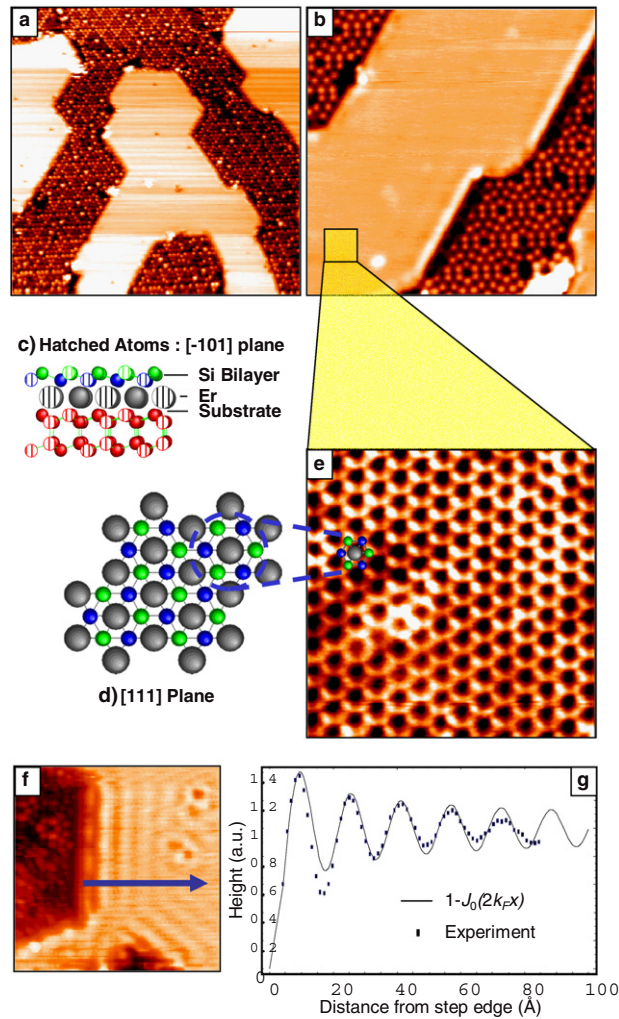 a
b
c) Hatched Atoms : [-101] plane
Si Bilayer
Er
Substrate
e
d) [111] Plane
f
g
Height (a.u.)
1.4
1.2
1
0.8
0.6
0.4
0.2
0
1-J0(2kFx)
Experiment
0 20 40 60 80 100
Distance from step edge (Å)